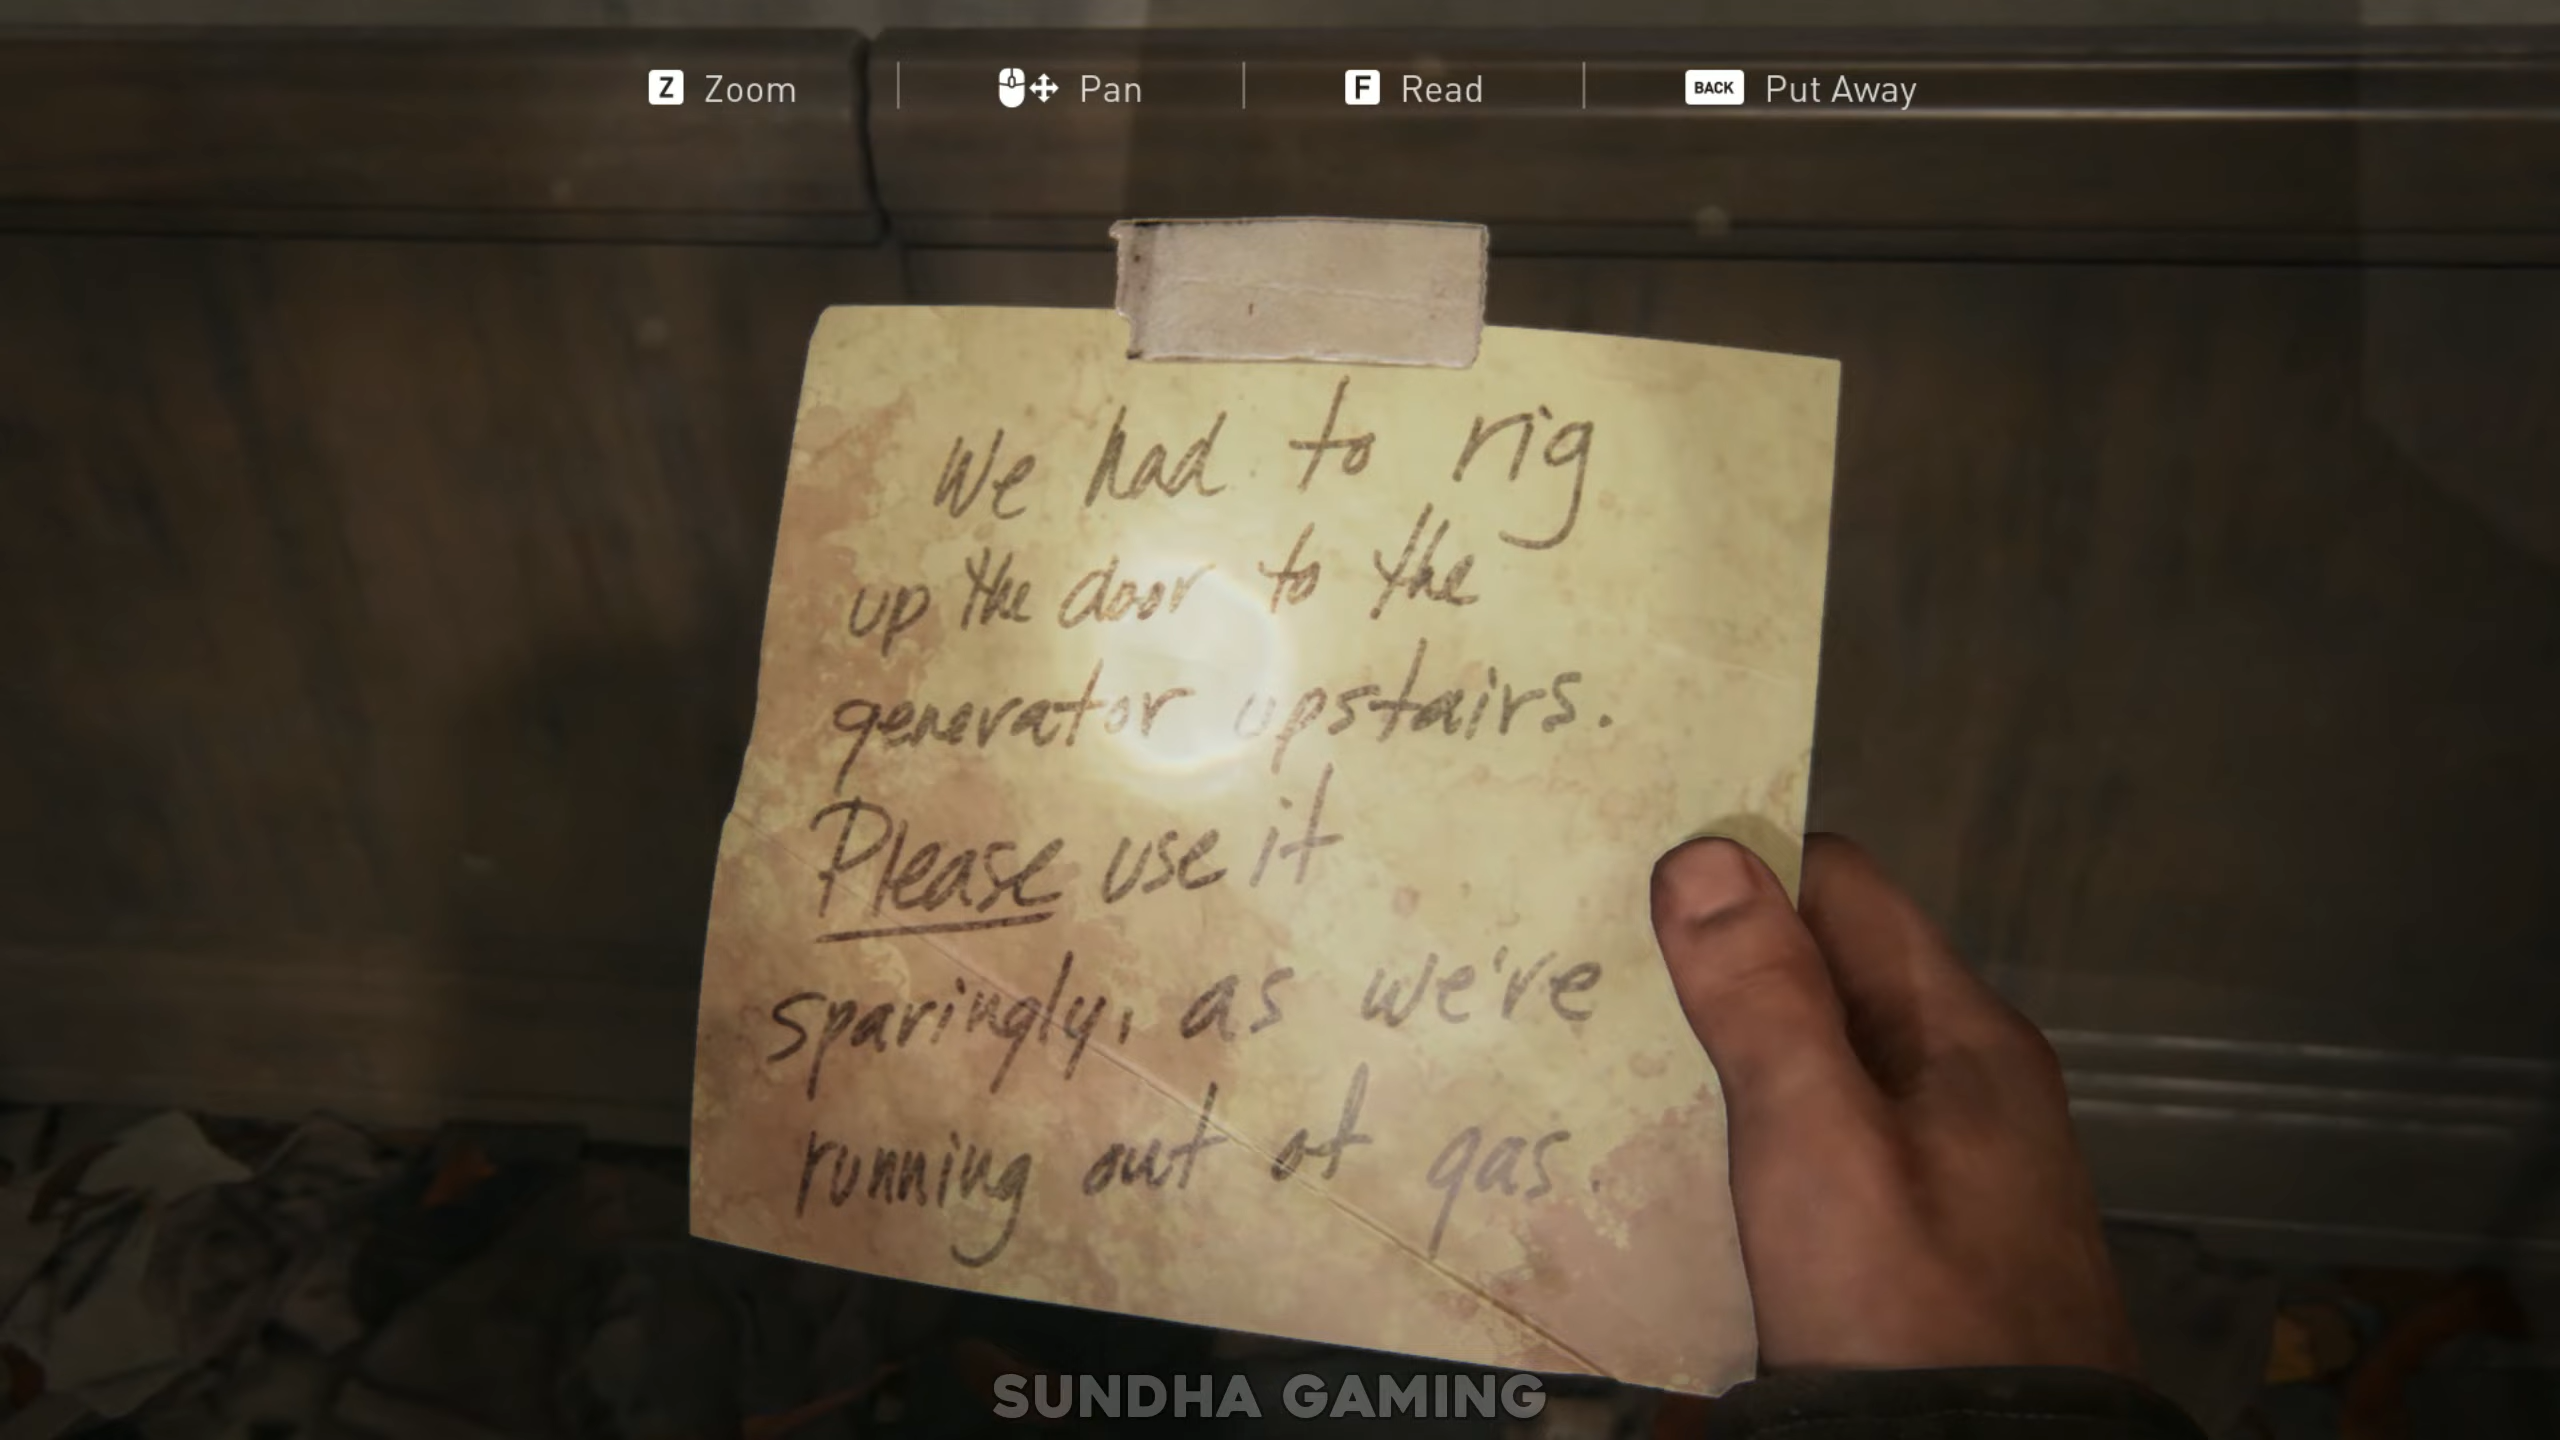 Z Zoom F Read BACK Put Away Pan
We had to rig
up the door to the
generator upstairs.
Please use it
sparingly, as we're
running out of gas.
SUNDHA GAMING